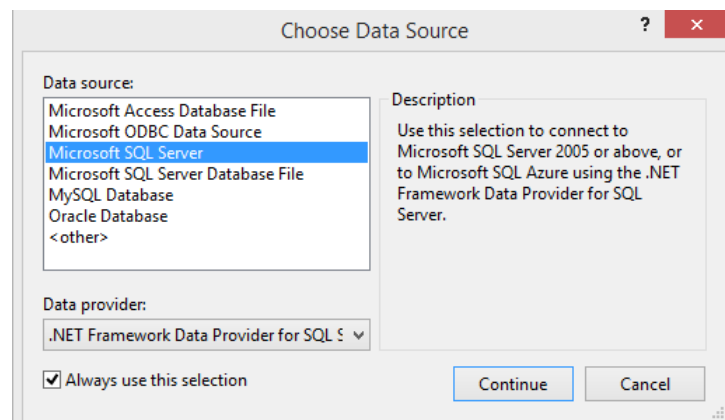 Choose Data Source
?
Data source:
Microsoft Access Database File
Microsoft ODBC Data Source
Microsoft SQL Server
Microsoft SQL Server Database File
MySQL Database
Oracle Database
<other>
Description
Use this selection to connect to
Microsoft SQL Server 2005 or above, or
to Microsoft SQL Azure using the .NET
Framework Data Provider for SQL
Server.
Data provider:
.NET Framework Data Provider for SQL S
Always use this selection
Continue
Cancel